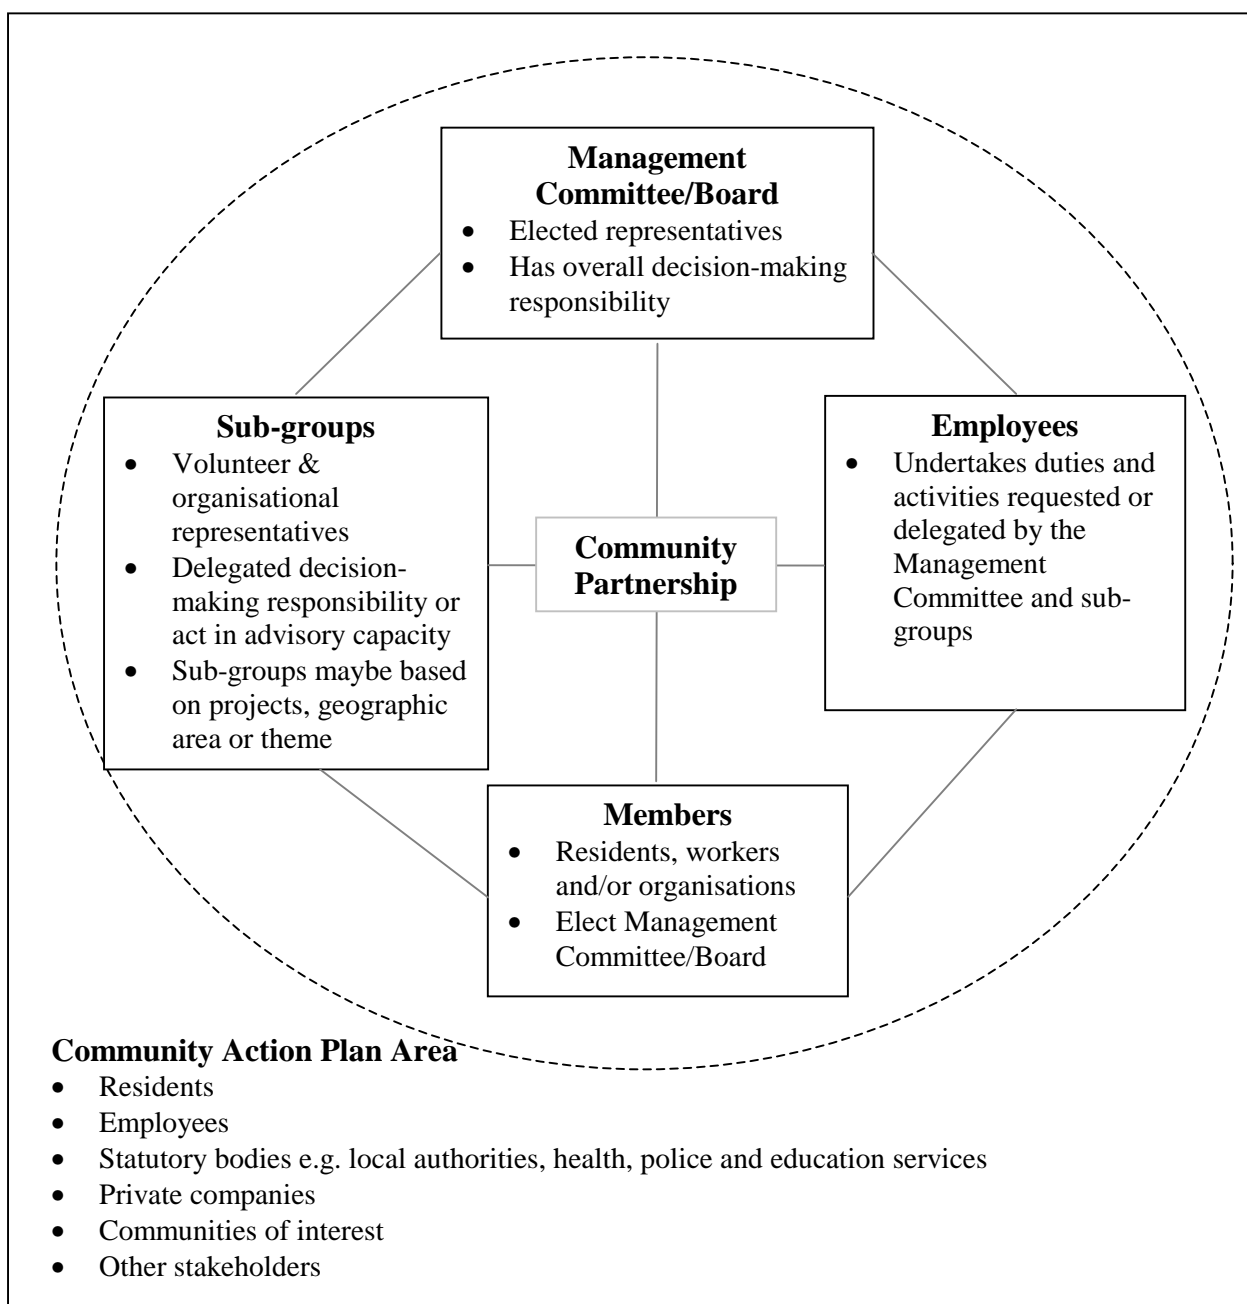 Management
Committee/Board
• Elected representatives
• Has overall decision-making
responsibility
Sub-groups
• Volunteer &
organisational
representatives
• Delegated decision-
making responsibility or
act in advisory capacity
• Sub-groups maybe based
on projects, geographic
area or theme
Community
Partnership
Employees
• Undertakes duties and
activities requested or
delegated by the
Management
Committee and sub-
groups
Members
• Residents, workers
and/or organisations
• Elect Management
Committee/Board
Community Action Plan Area
• Residents
• Employees
• Statutory bodies e.g. local authorities, health, police and education services
• Private companies
• Communities of interest
• Other stakeholders